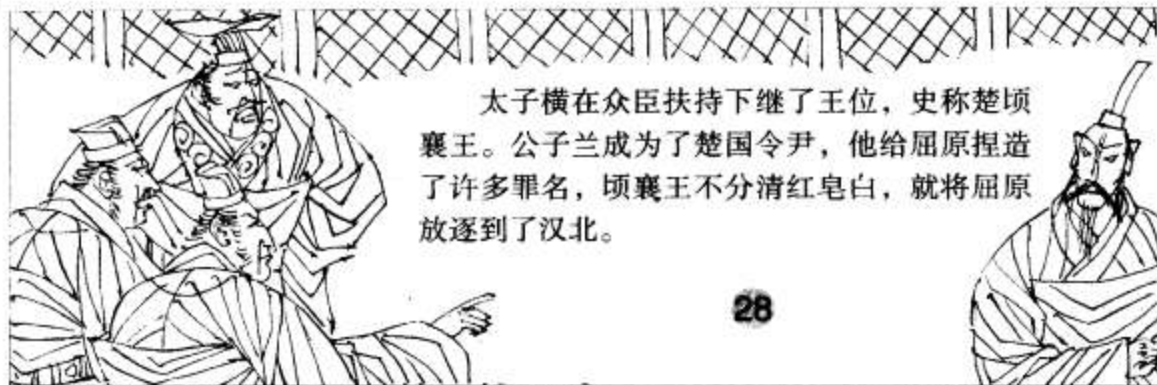 太子横在众臣扶持下继了王位，史称楚顷
襄王。公子兰成为了楚国令尹，他给屈原捏造
了许多罪名，顷襄王不分清红皂白，就将屈原
放逐到了汉北。
28